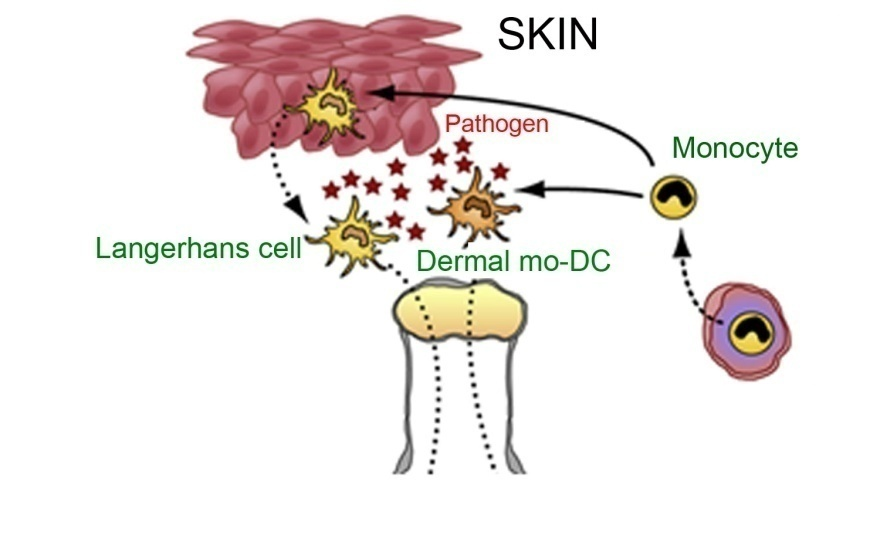 SKIN
Pathogen
Monocyte
Langerhans cell
Dermal mo-DC